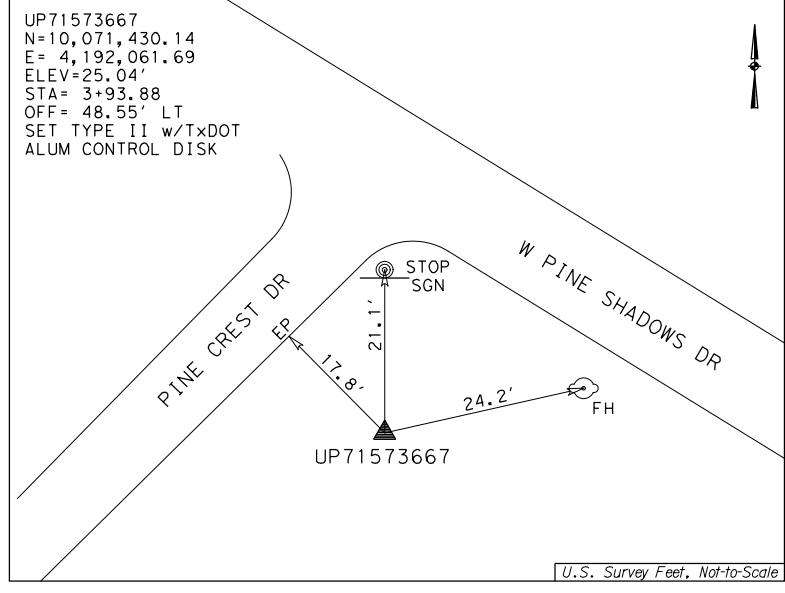 UP71573667
N=10,071,430.14
E= 4,192,061.69
ELEV=25.04'
STA= 3+93.88
OFF= 48.55' LT
SET TYPE II w/TxDOT
ALUM CONTROL DISK
STOP
SGN
W PINE SHADOWS DR
PINE CREST DR
EP
21.1'
17.8'
24.2'
FH
UP71573667
U.S. Survey Feet, Not-to-Scale